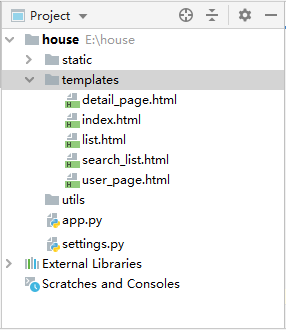 Project
house E:\house
static
templates
detail_page.html
index.html
list.html
search_list.html
user_page.html
utils
app.py
settings.py
External Libraries
Scratches and Consoles